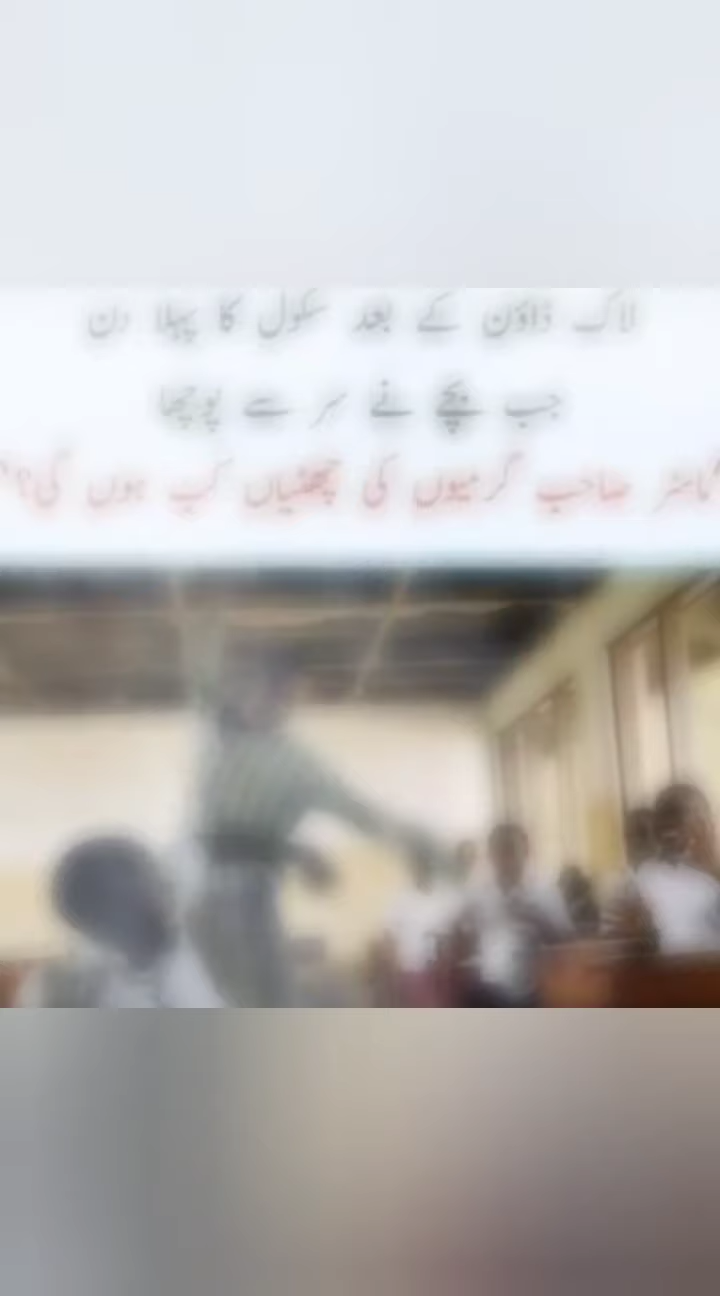 لاک ڈاؤن کے بعد سکول کا پہلا دن
جب بچے نے سر سے پوچھا
"ماسٹر صاحب گرمیوں کی چھٹیاں کب ہوں گی؟"